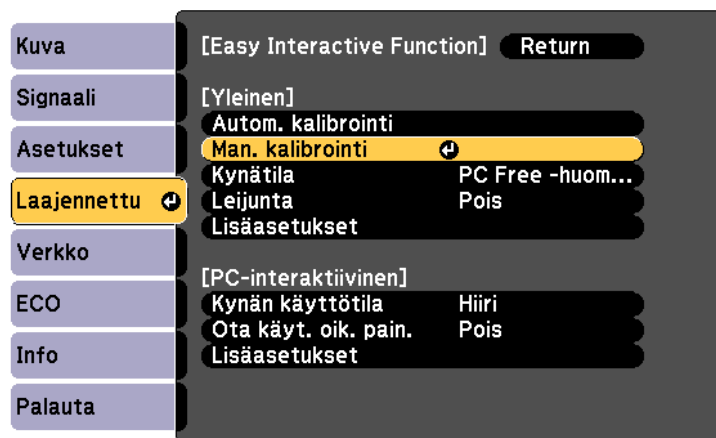 Kuva
Signaali
Asetukset
Laajennettu
Verkko
ECO
Info
Palauta
[Easy Interactive Function] Return
[Yleinen]
Autom. kalibrointi
Man. kalibrointi
Kynätila PC Free -huom...
Leijunta Pois
Lisäasetukset
[PC-interaktiivinen]
Kynän käyttötila Hiiri
Ota käyt. oik. pain. Pois
Lisäasetukset